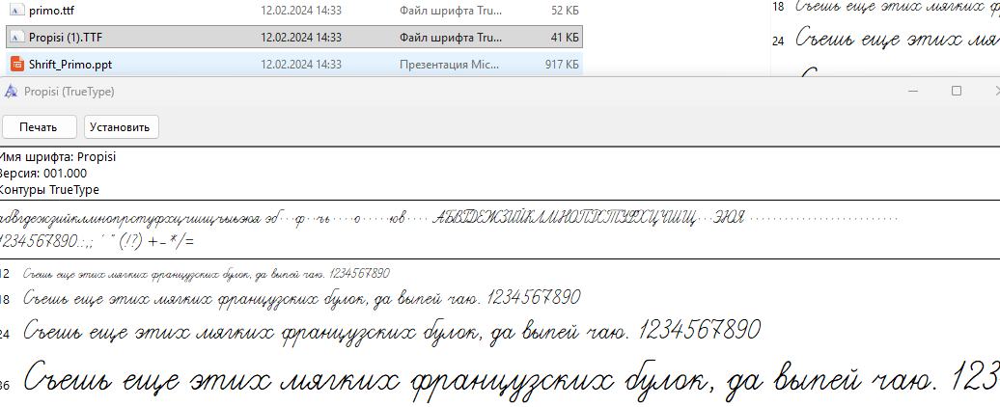 primo.ttf 12.02.2024 14:33 Файл шрифта Tru... 52 КБ
Propisi (1).TTF 12.02.2024 14:33 Файл шрифта Tru... 41 КБ
Shrift_Primo.ppt 12.02.2024 14:33 Презентация Mic... 917 КБ
18 Съешь еще этих мягких ф
24 Съешь еще этих мя
Propisi (TrueType)
Печать Установить
Имя шрифта: Propisi
Версия: 001.000
Контуры TrueType
абвгдежзийклмнопрстуфхцчшщъыьэюя эб · · · ф · · чь · · · · о · · · · · юв · · · · АБВГДЕЖЗИЙКЛМНОПРСТУФХЦЧШЩ · · · ЭЮЯ
1234567890.:,; ' " (!?) +-*/=
12 Съешь еще этих мягких французских булок, да выпей чаю. 1234567890
18 Съешь еще этих мягких французских булок, да выпей чаю. 1234567890
24 Съешь еще этих мягких французских булок, да выпей чаю. 1234567890
36 Съешь еще этих мягких французских булок, да выпей чаю. 123